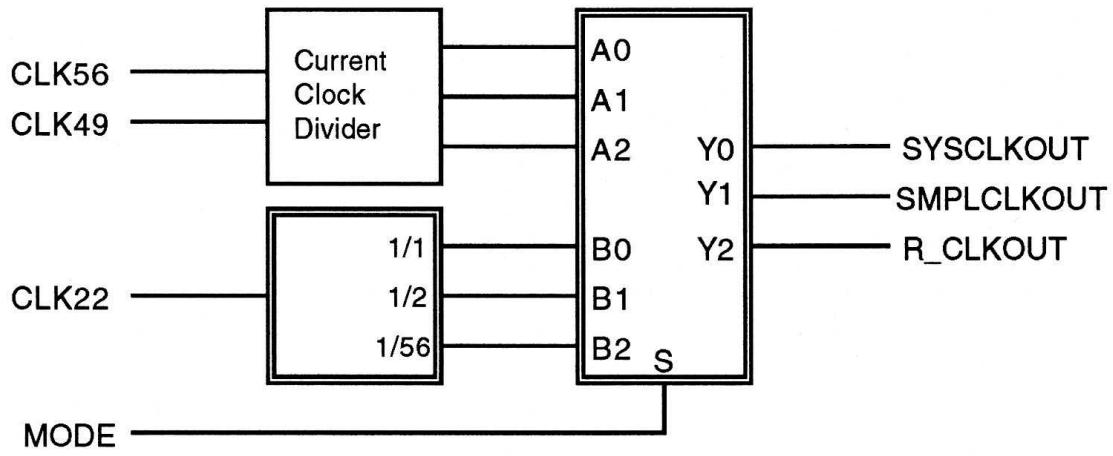 CLK56
CLK49
Current
Clock
Divider
A0
A1
A2
Y0
SYSCLKOUT
Y1
SMPLCLKOUT
Y2
R_CLKOUT
CLK22
1/1
1/2
1/56
B0
B1
B2
S
MODE